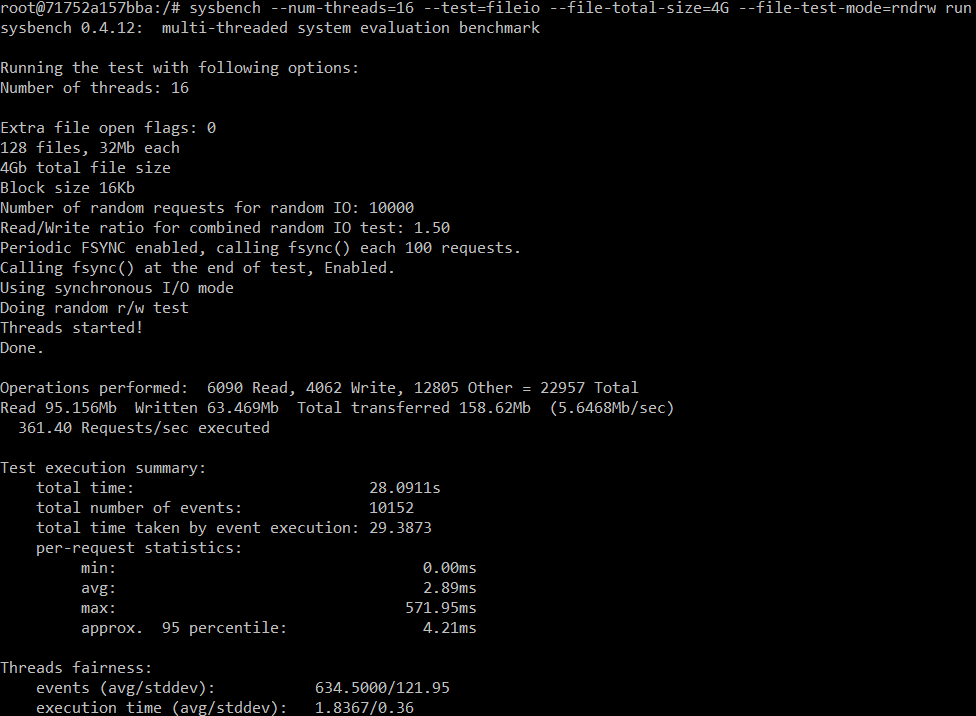 root@71752a157bba:/# sysbench --num-threads=16 --test=fileio --file-total-size=4G --file-test-mode=rndrw run
sysbench 0.4.12:  multi-threaded system evaluation benchmark

Running the test with following options:
Number of threads: 16

Extra file open flags: 0
128 files, 32Mb each
4Gb total file size
Block size 16Kb
Number of random requests for random IO: 10000
Read/Write ratio for combined random IO test: 1.50
Periodic FSYNC enabled, calling fsync() each 100 requests.
Calling fsync() at the end of test, Enabled.
Using synchronous I/O mode
Doing random r/w test
Threads started!
Done.

Operations performed:  6090 Read, 4062 Write, 12805 Other = 22957 Total
Read 95.156Mb  Written 63.469Mb  Total transferred 158.62Mb  (5.6468Mb/sec)
  361.40 Requests/sec executed

Test execution summary:
    total time:                          28.0911s
    total number of events:              10152
    total time taken by event execution: 29.3873
    per-request statistics:
         min:                                  0.00ms
         avg:                                  2.89ms
         max:                                571.95ms
         approx.  95 percentile:               4.21ms

Threads fairness:
    events (avg/stddev):           634.5000/121.95
    execution time (avg/stddev):   1.8367/0.36